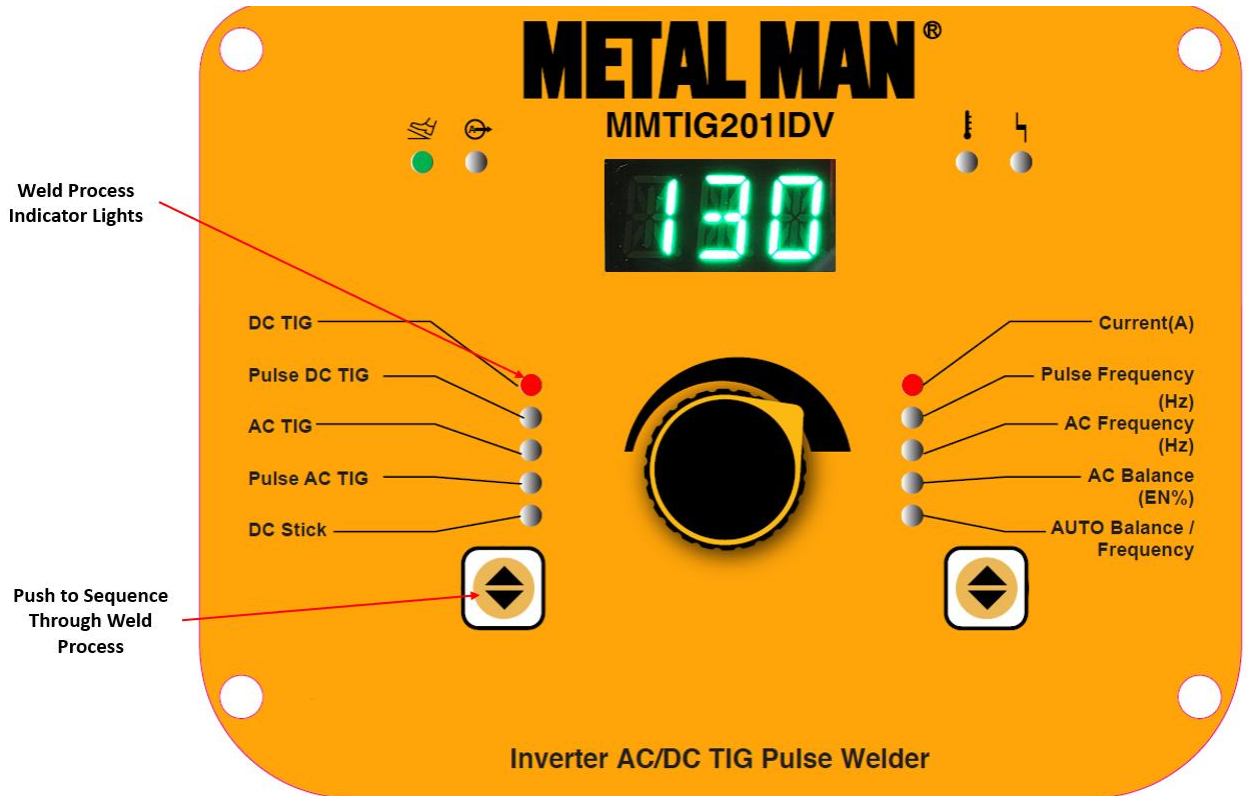 METAL MAN®
MMTIG201IDV
A
130
Weld Process
Indicator Lights
DC TIG
Pulse DC TIG
AC TIG
Pulse AC TIG
DC Stick
Current(A)
Pulse Frequency
(Hz)
AC Frequency
(Hz)
AC Balance
(EN%)
AUTO Balance /
Frequency
Push to Sequence
Through Weld
Process
Inverter AC/DC TIG Pulse Welder